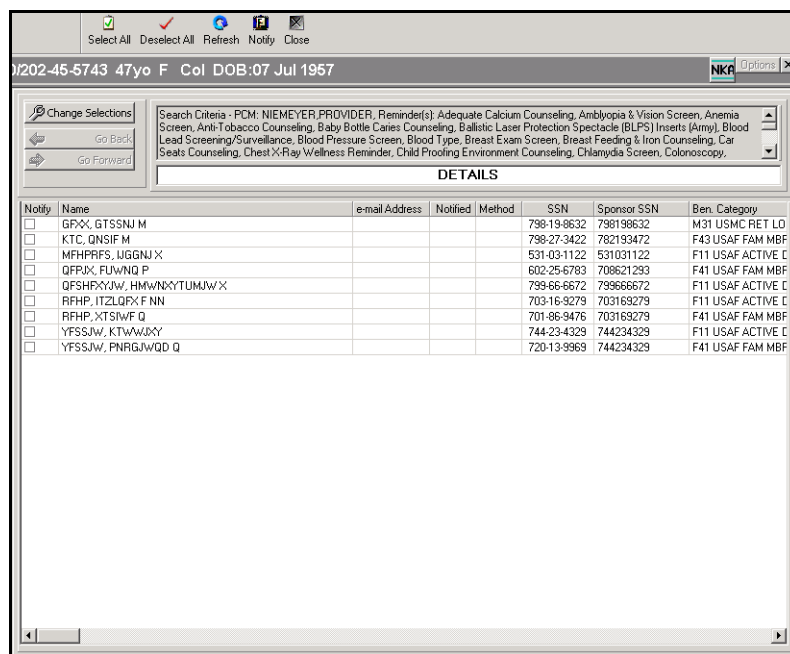 Select All Deselect All Refresh Notify Close
0/202-45-5743 47yo F Col DOB:07 Jul 1957 NKA Options
Change Selections
Go Back
Go Forward
Search Criteria - PCM: NIEMEYER,PROVIDER, Reminder(s): Adequate Calcium Counseling, Amblyopia & Vision Screen, Anemia
Screen, Anti-Tobacco Counseling, Baby Bottle Caries Counseling, Ballistic Laser Protection Spectacle (BLPS) Inserts (Army), Blood
Lead Screening/Surveillance, Blood Pressure Screen, Blood Type, Breast Exam Screen, Breast Feeding & Iron Counseling, Car
Seats Counseling, Chest X-Ray Wellness Reminder, Child Proofing Environment Counseling, Chlamydia Screen, Colonoscopy,
DETAILS
Notify Name e-mail Address Notified Method SSN Sponsor SSN Ben. Category
GFXX, GTSSNJ M 798-19-8632 798198632 M31 USMC RET LO
KTC, QNSIF M 798-27-3422 782193472 F43 USAF FAM MBF
MFHPRFS, IJGGNJ X 531-03-1122 531031122 F11 USAF ACTIVE D
QFPJX, FUWNQ P 602-25-6783 708621293 F41 USAF FAM MBF
QFSHFXYJW, HMWNXYTUMJW X 799-66-6672 799666672 F11 USAF ACTIVE D
RFHP, ITZLQFX F NN 703-16-9279 703169279 F11 USAF ACTIVE D
RFHP, XTSIWF Q 701-86-9476 703169279 F41 USAF FAM MBF
YFSSJW, KTWWJXY 744-23-4329 744234329 F11 USAF ACTIVE D
YFSSJW, PNRGJWQD Q 720-13-9969 744234329 F41 USAF FAM MBF